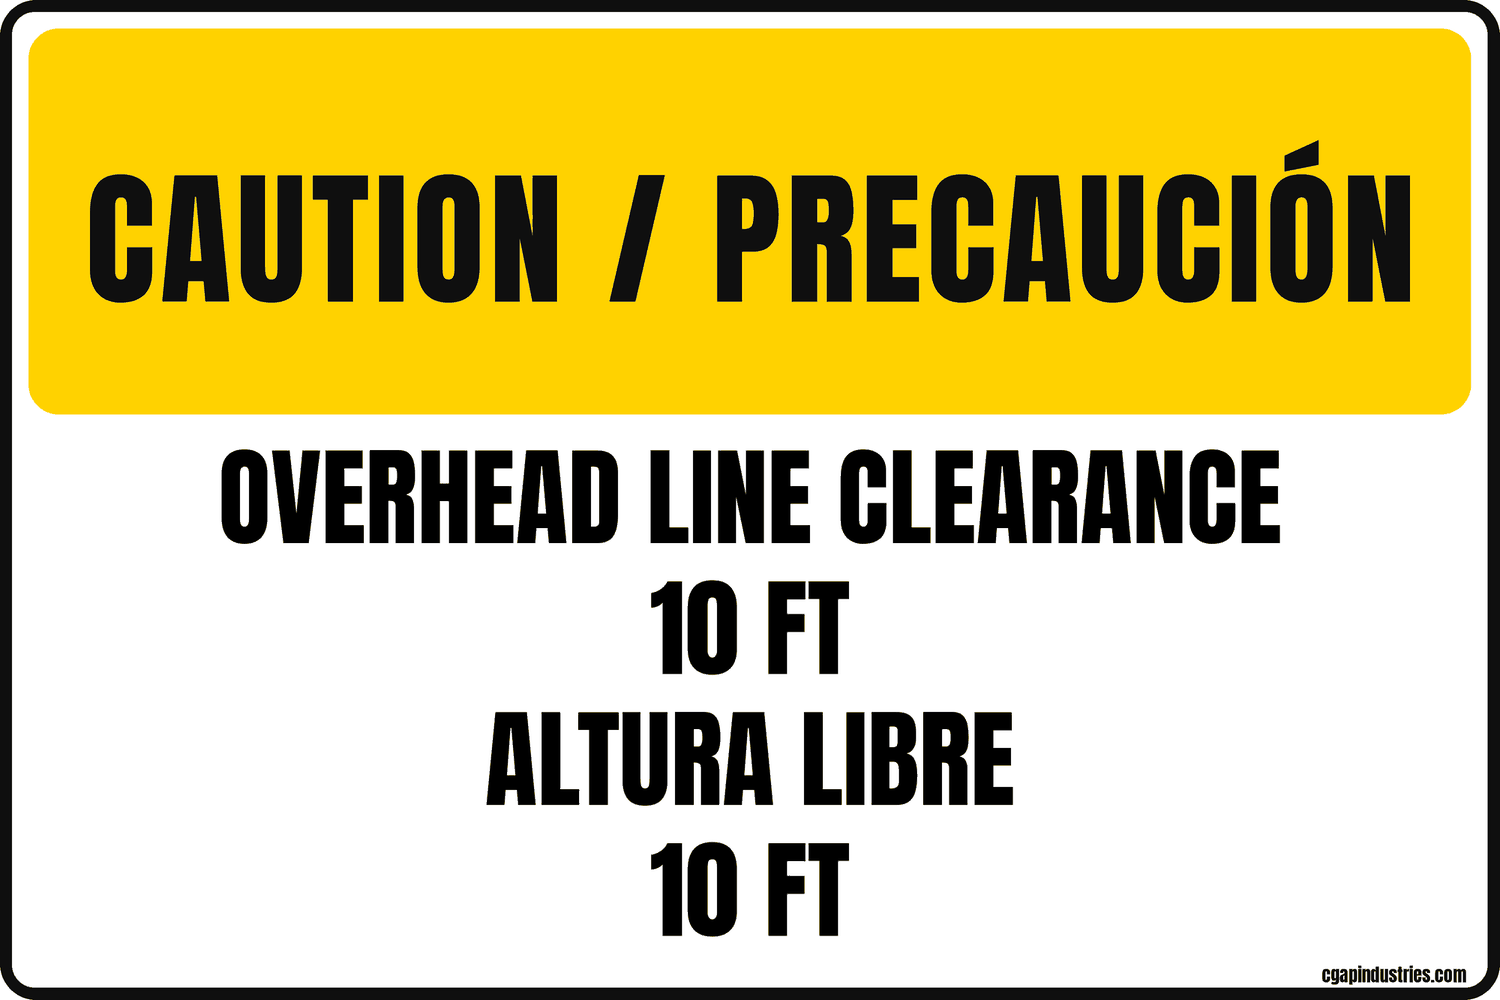 CAUTION / PRECAUCIÓN
OVERHEAD LINE CLEARANCE
10 FT
ALTURA LIBRE
10 FT
cgapindustries.com